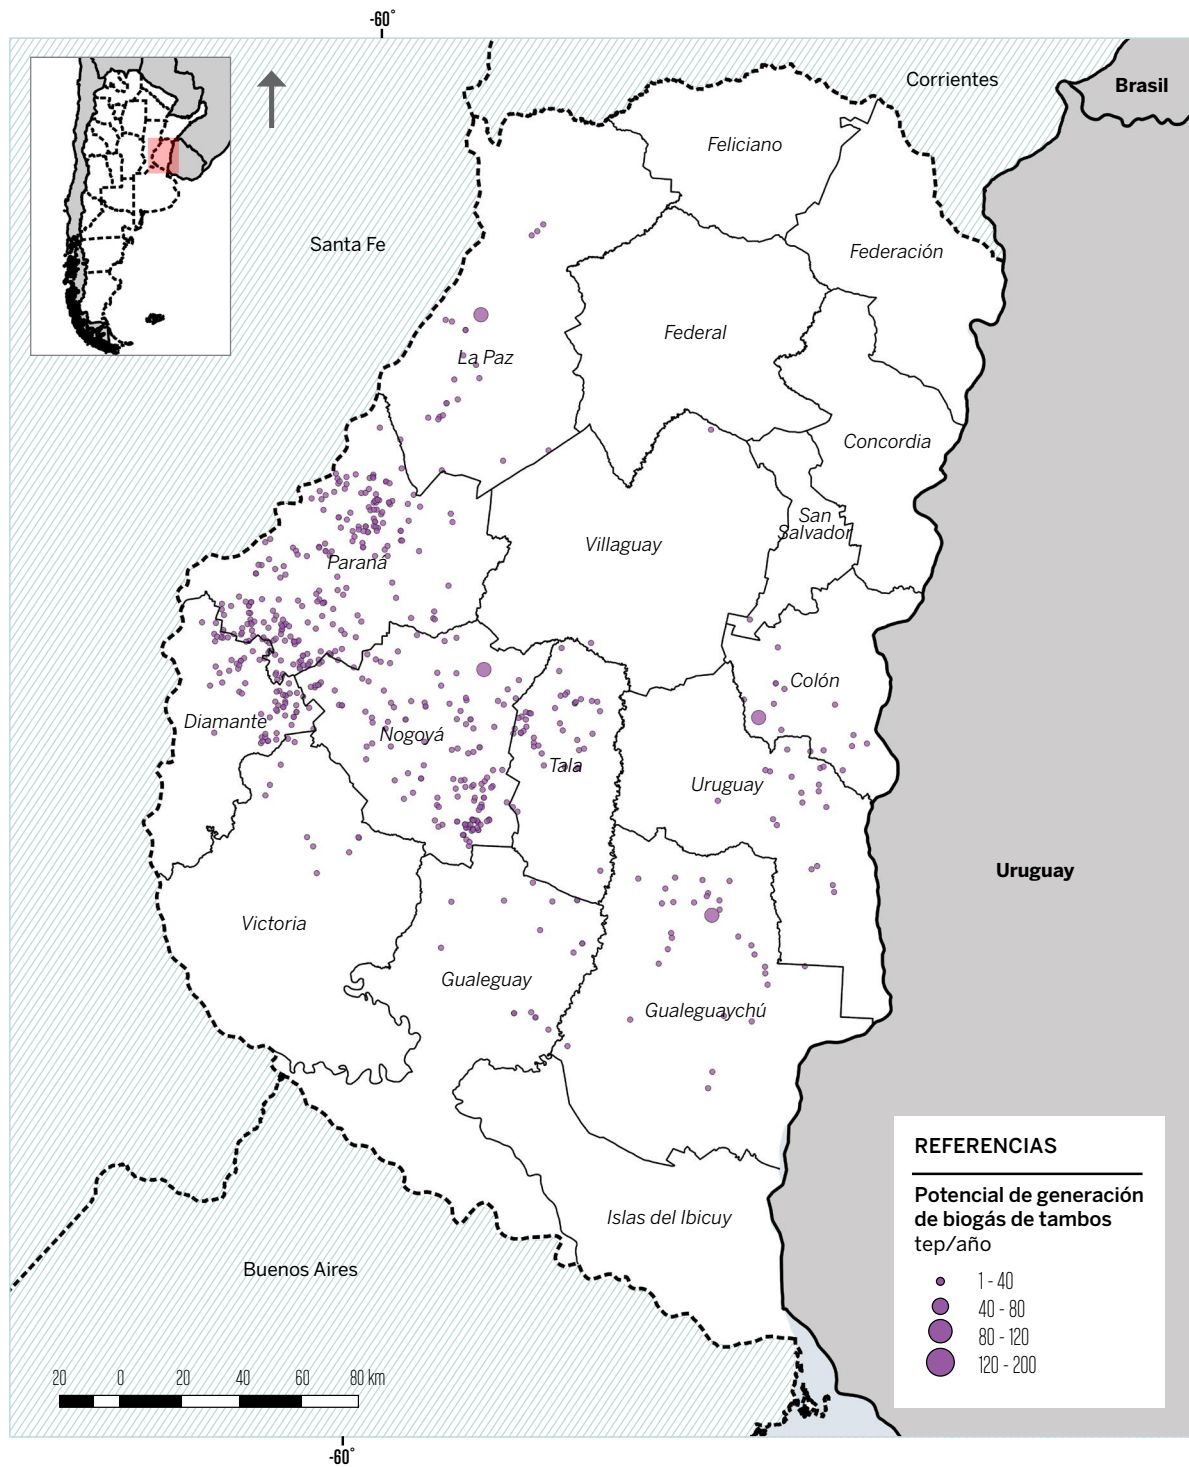 -60°
Corrientes
Brasil
Feliciano
Santa Fe
Federación
Federal
La Paz
Concordia
San
Salvador
Villaguay
Paraná
Colón
Diamante
Nogoyá
Tala
Uruguay
Uruguay
Victoria
Gualeguay
Gualeguaychú
Islas del Ibicuy
Buenos Aires
REFERENCIAS
Potencial de generación
de biogás de tambos
tep/año
1 - 40
40 - 80
80 - 120
120 - 200
20 0 20 40 60 80 km
-60°